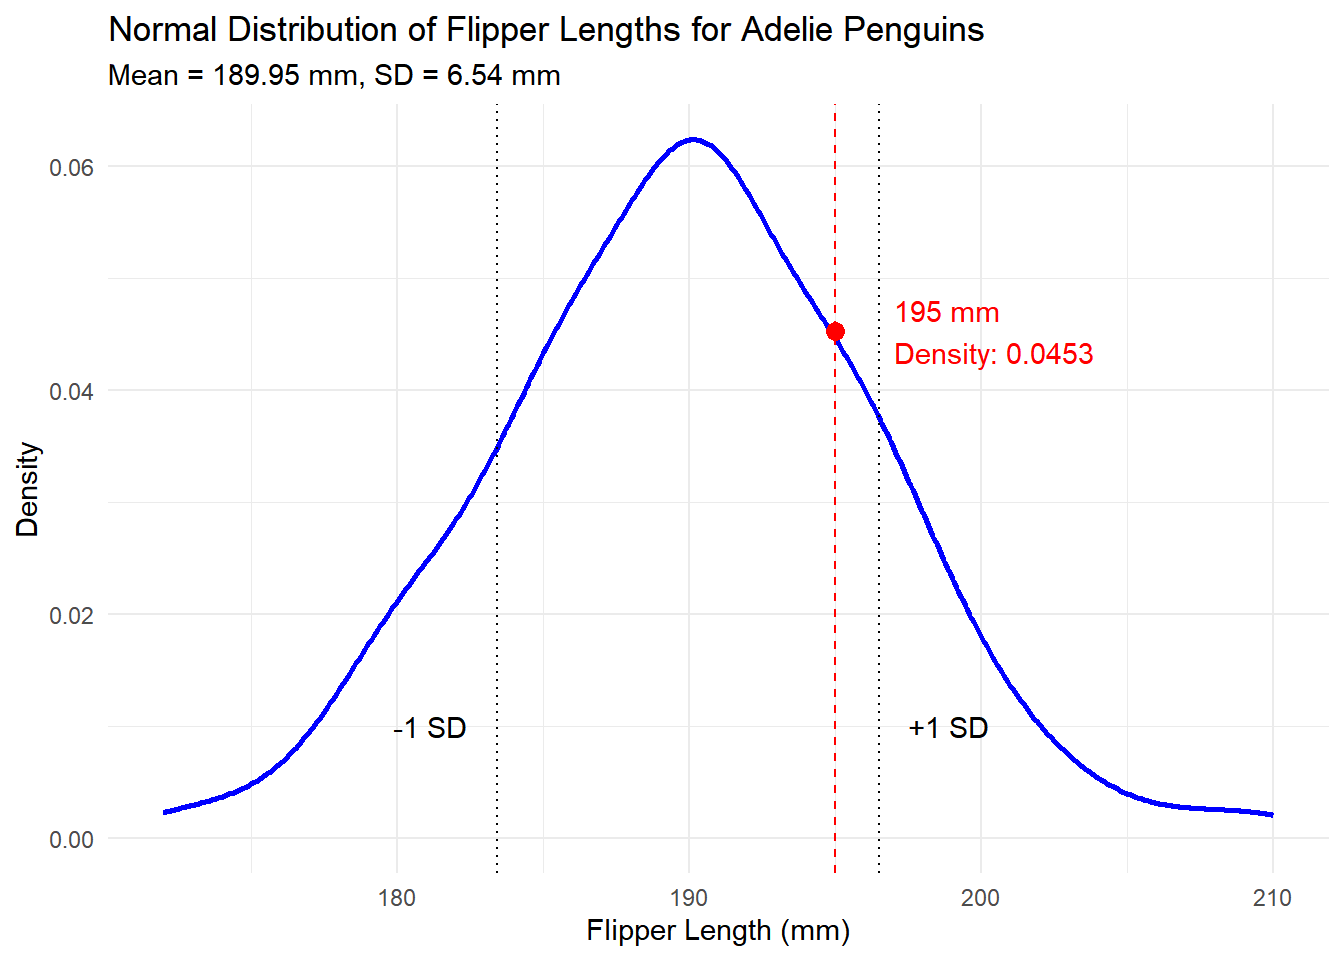 Normal Distribution of Flipper Lengths for Adelie Penguins
Mean = 189.95 mm, SD = 6.54 mm
0.06
195 mm
Density: 0.0453
0.04
Density
0.02
-1 SD
+1 SD
0.00
180
190
200
210
Flipper Length (mm)